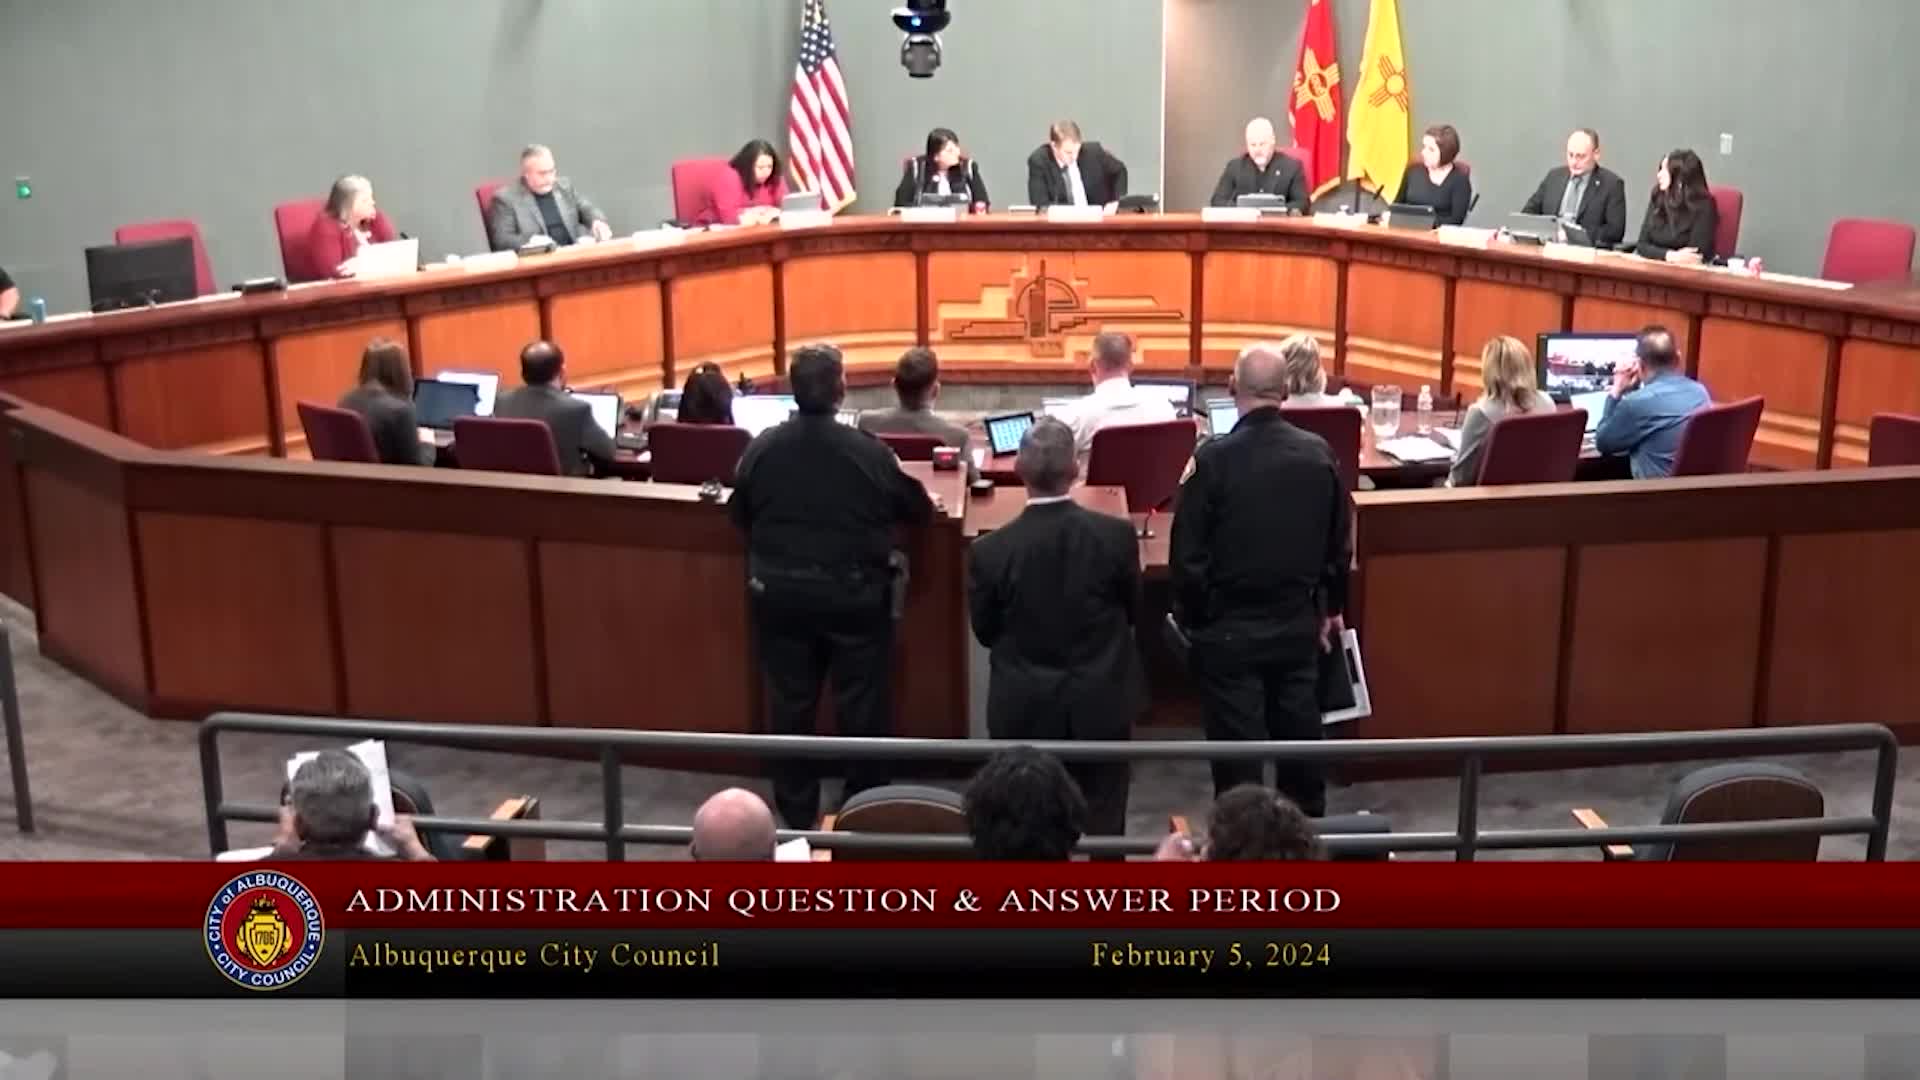 ADMINISTRATION QUESTION & ANSWER PERIOD
Albuquerque City Council
February 5, 2024
CITY of ALBUQUERQUE
1706
CITY COUNCIL